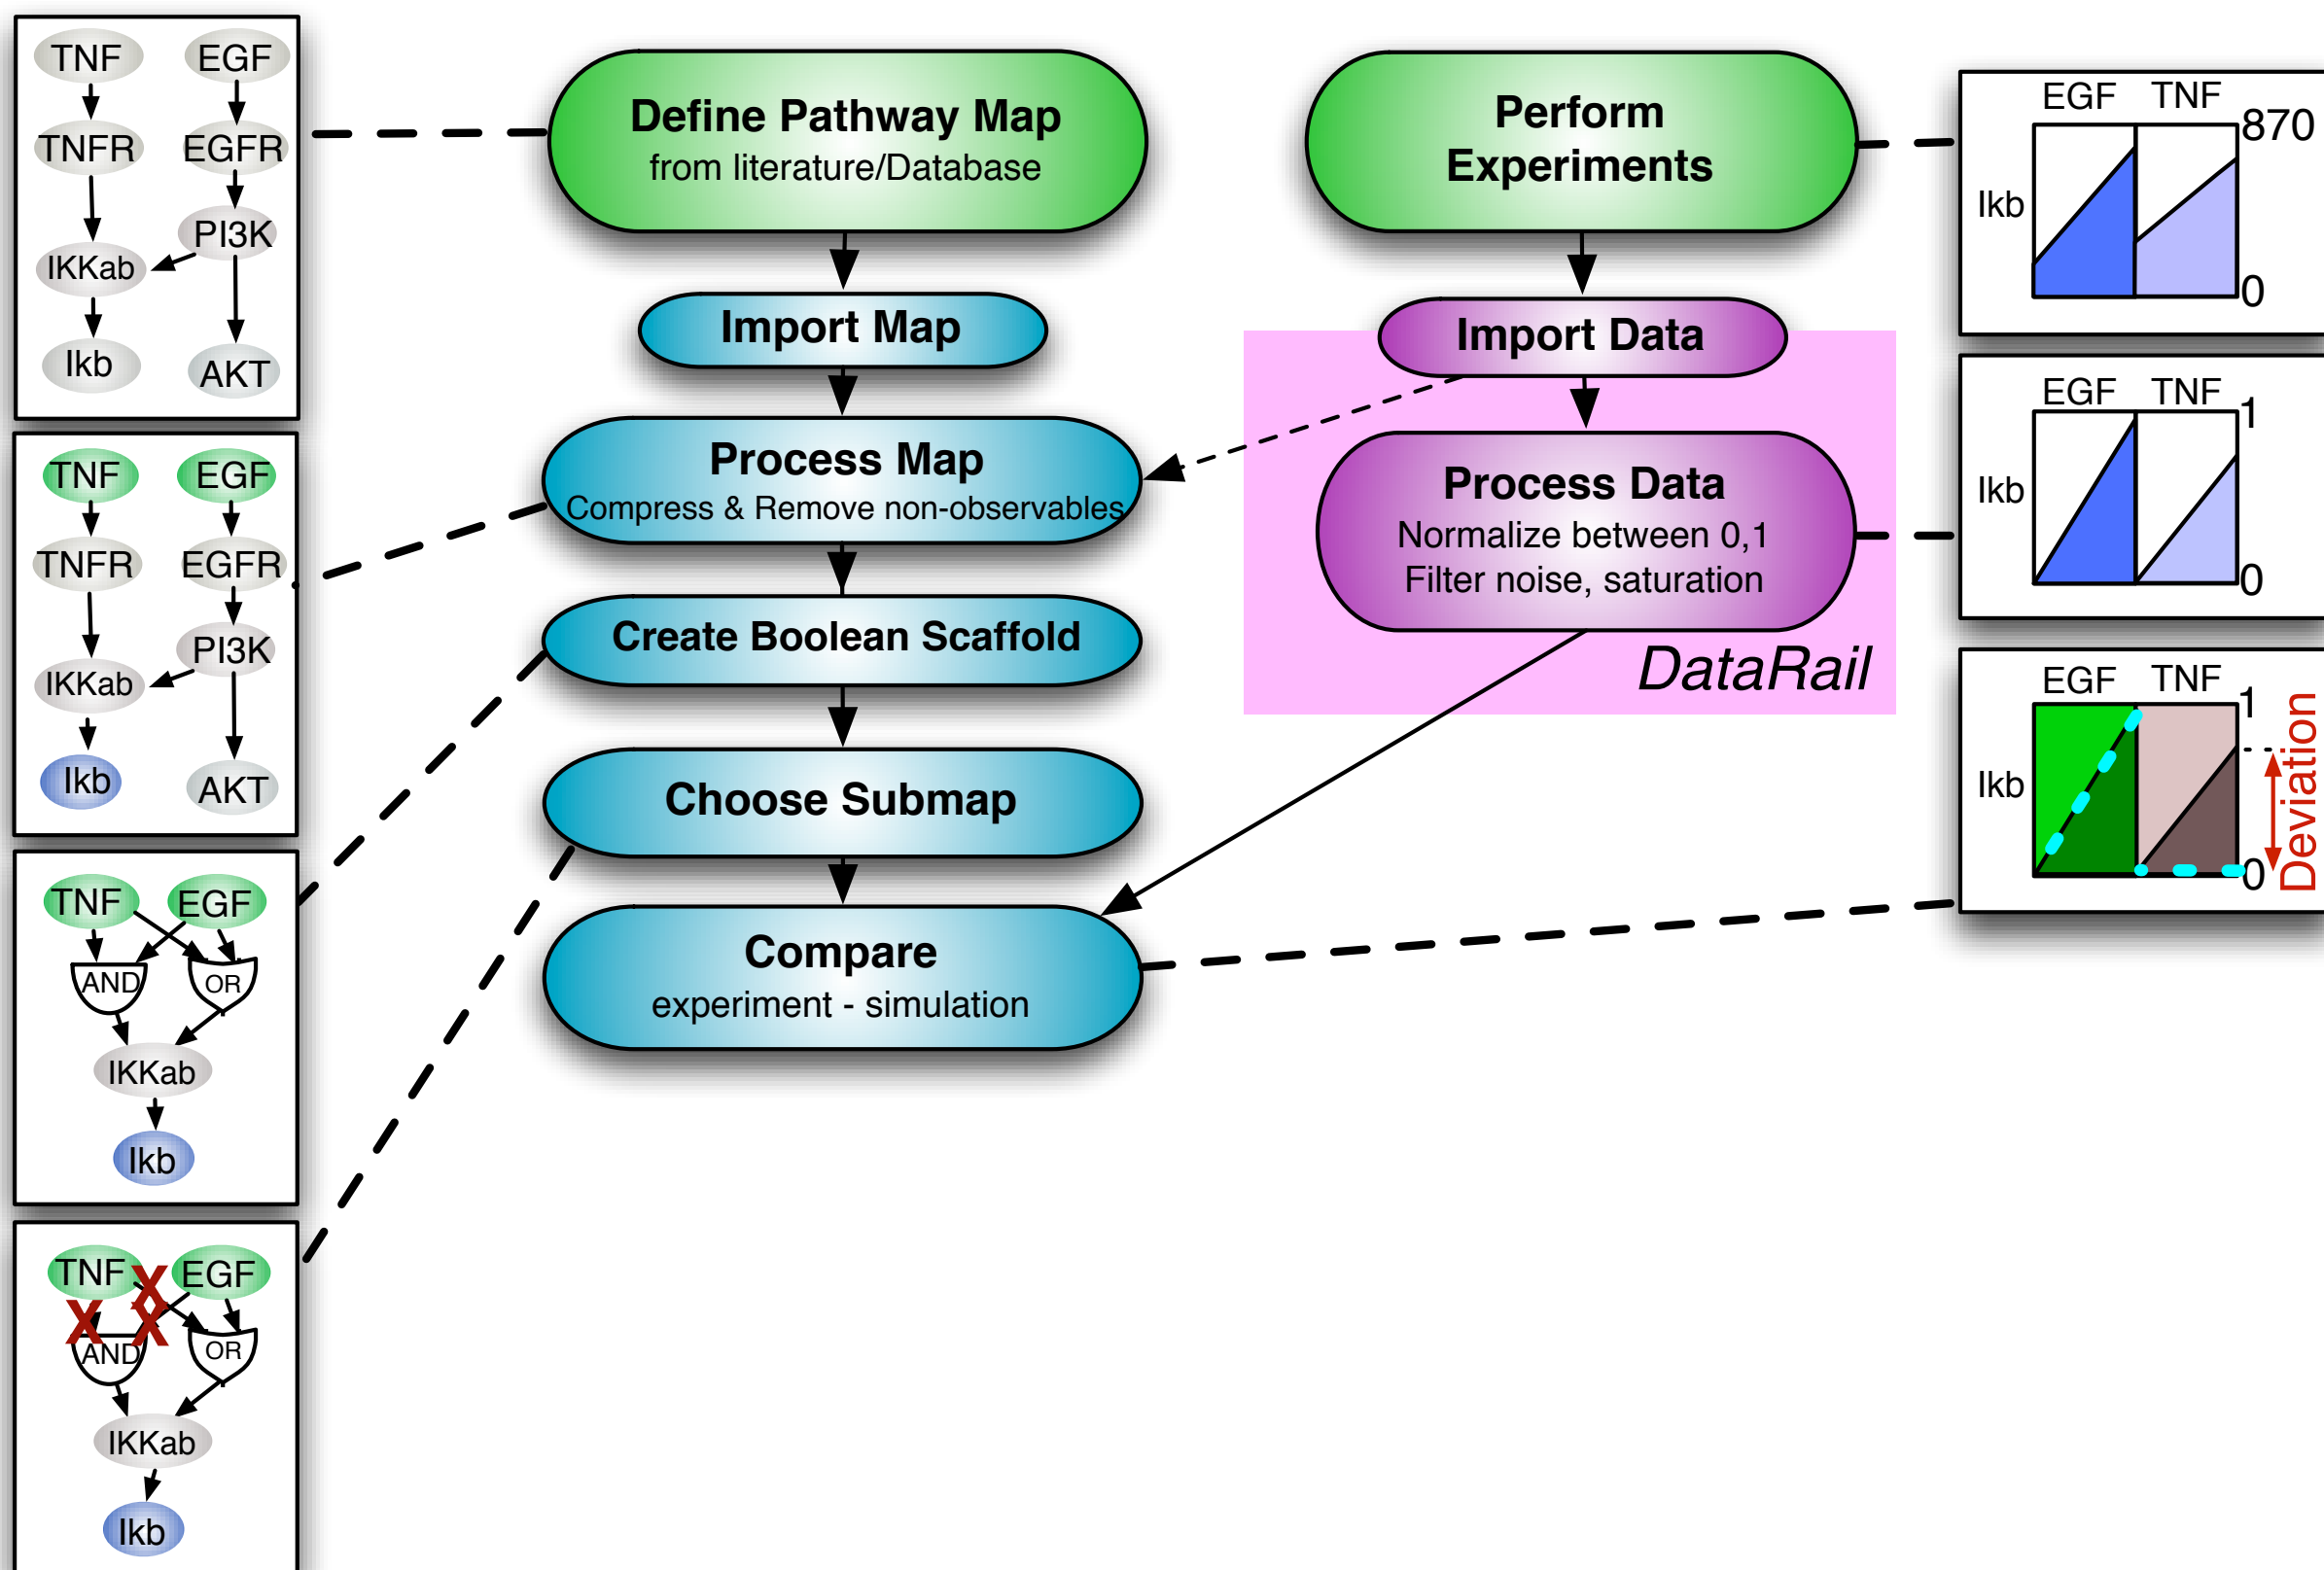 TNF EGF
TNFR EGFR
PI3K
IKKab
Ikb AKT
TNF EGF
TNFR EGFR
PI3K
IKKab
Ikb AKT
TNF EGF
AND OR
IKKab
Ikb
TNF X EGF
X X
AND OR
IKKab
Ikb
Define Pathway Map
from literature/Database
Import Map
Process Map
Compress & Remove non-observables
Create Boolean Scaffold
Choose Submap
Compare
experiment - simulation
Perform
Experiments
Import Data
Process Data
Normalize between 0,1
Filter noise, saturation
DataRail
EGF TNF
870
Ikb
0
EGF TNF
1
Ikb
0
EGF TNF
1
Ikb
0
Deviation